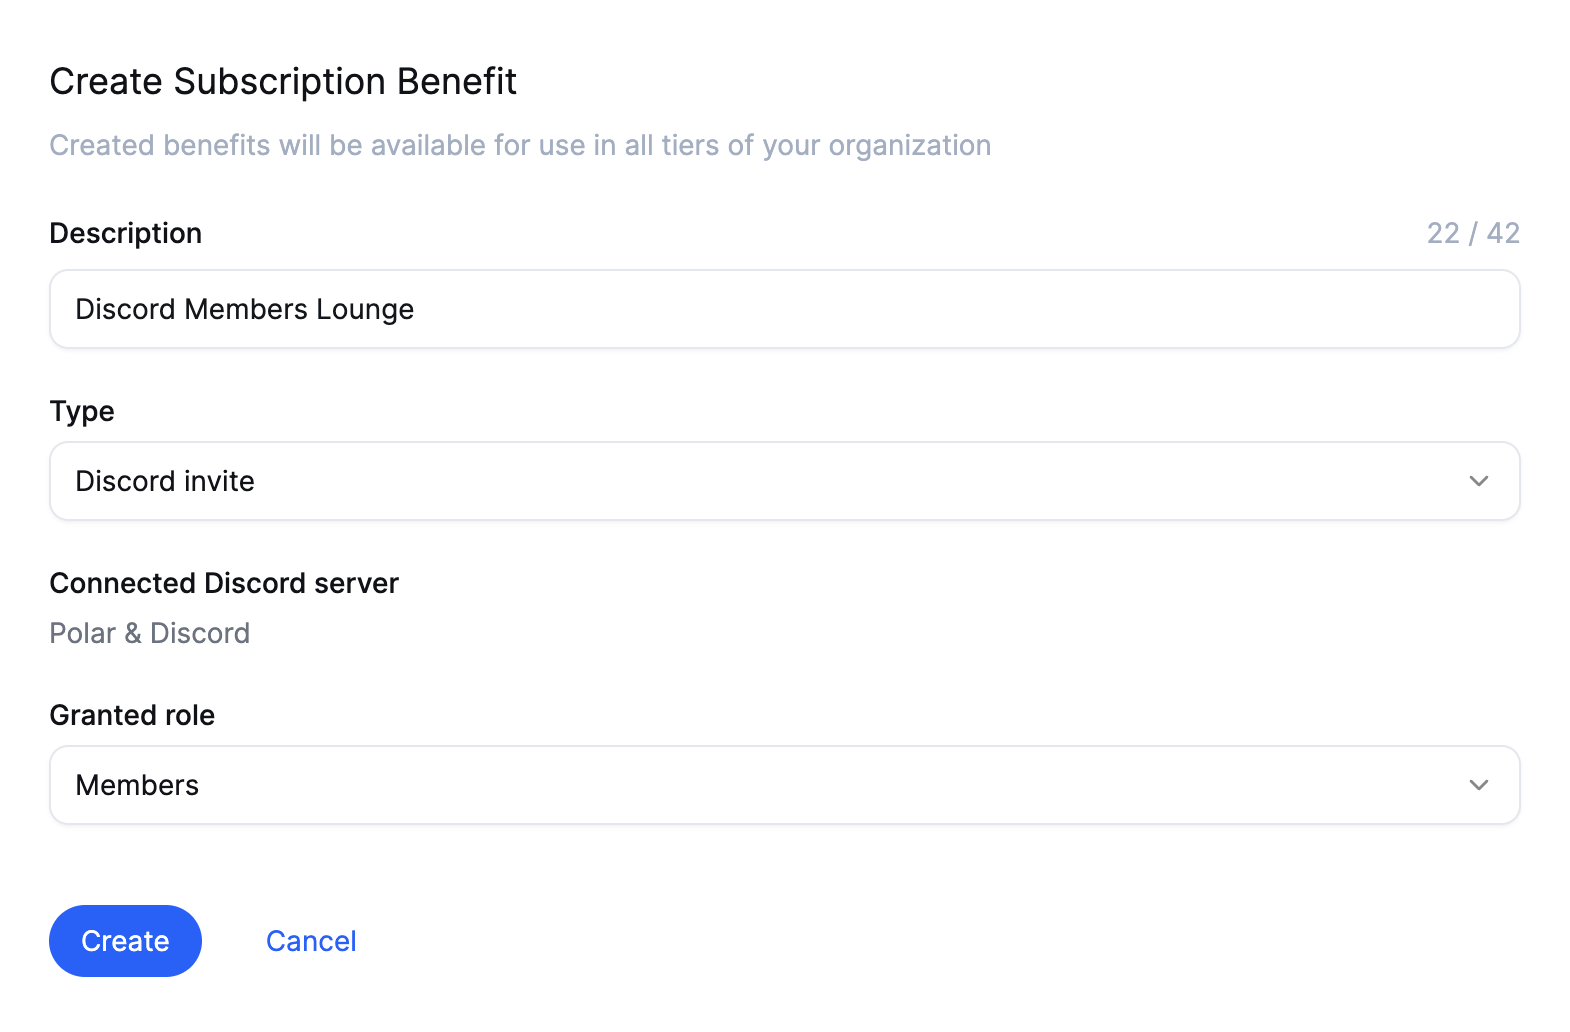 Create Subscription Benefit
Created benefits will be available for use in all tiers of your organization
Description
22 / 42
Discord Members Lounge
Type
Discord invite
Connected Discord server
Polar & Discord
Granted role
Members
Create
Cancel